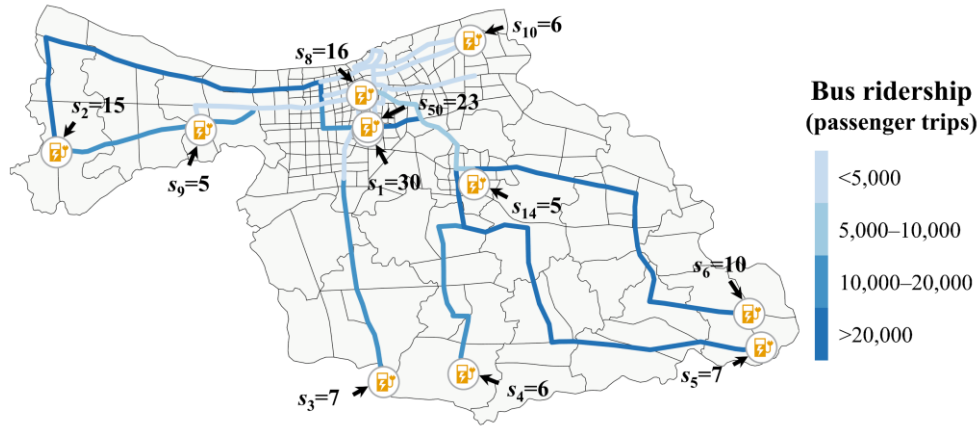 s10=6
s8=16
s2=15
s50=23
s9=5
s1=30
s14=5
s6=10
s3=7
s4=6
s5=7
Bus ridership
(passenger trips)
<5,000
5,000–10,000
10,000–20,000
>20,000